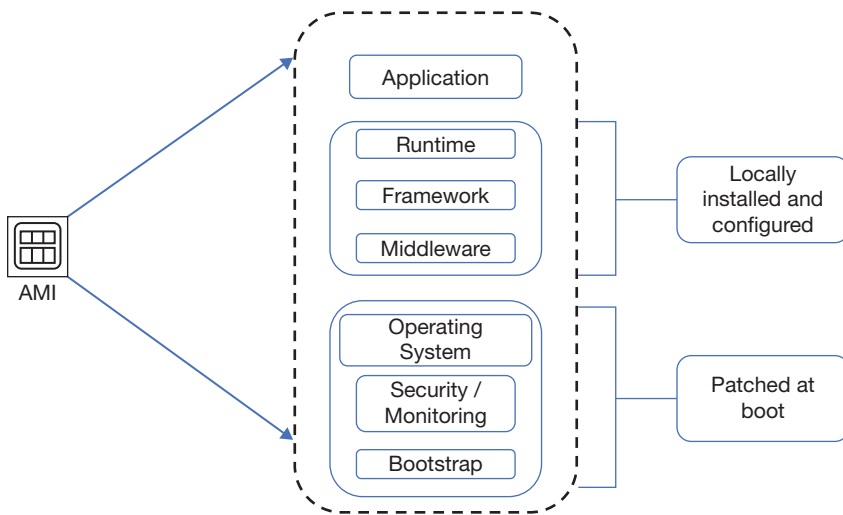 Application
Runtime
Framework
Middleware
Locally
installed and
configured
AMI
Operating
System
Security /
Monitoring
Bootstrap
Patched at
boot